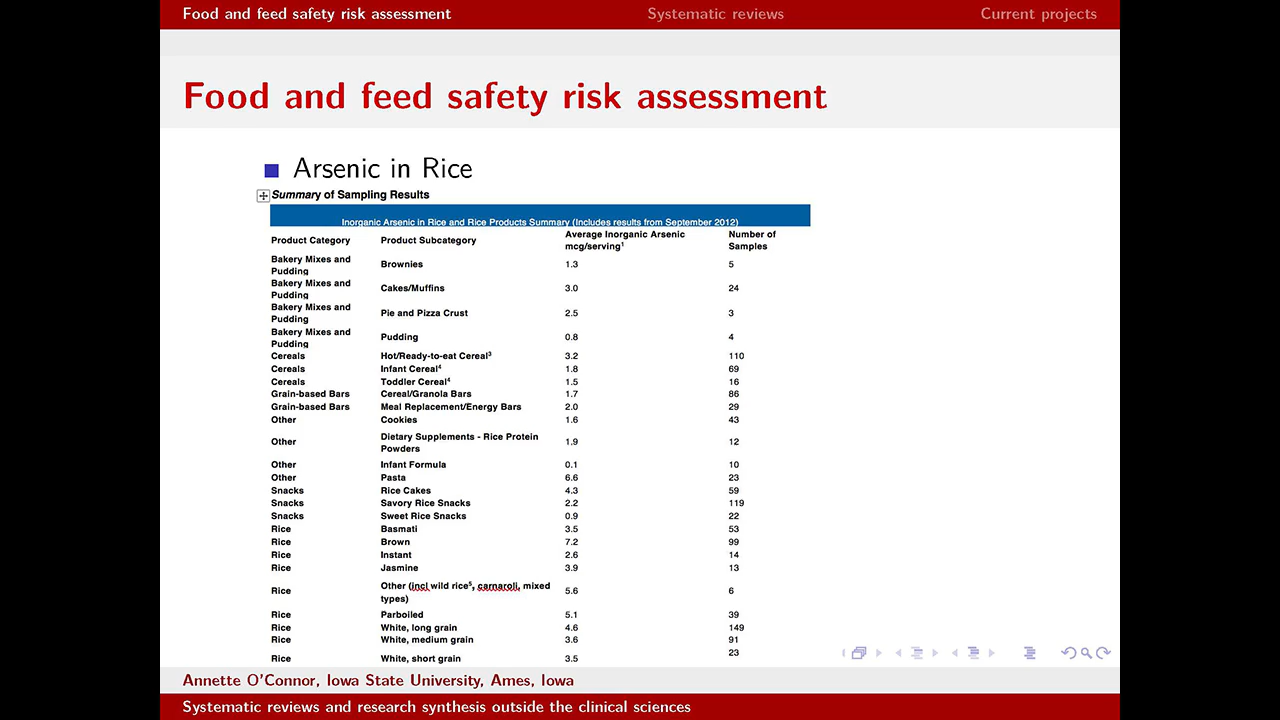 Food and feed safety risk assessment Systematic reviews Current projects
Food and feed safety risk assessment
Arsenic in Rice
Summary of Sampling Results
Inorganic Arsenic in Rice and Rice Products Summary (Includes results from September 2012)
Product Category Product Subcategory Average Inorganic Arsenic mcg/serving¹ Number of Samples
Bakery Mixes and Pudding Brownies 1.3 5
Bakery Mixes and Pudding Cakes/Muffins 3.0 24
Bakery Mixes and Pudding Pie and Pizza Crust 2.5 3
Bakery Mixes and Pudding Pudding 0.8 4
Cereals Hot/Ready-to-eat Cereal³ 3.2 110
Cereals Infant Cereal⁴ 1.8 69
Cereals Toddler Cereal⁴ 1.5 16
Grain-based Bars Cereal/Granola Bars 1.7 86
Grain-based Bars Meal Replacement/Energy Bars 2.0 29
Other Cookies 1.6 43
Other Dietary Supplements - Rice Protein Powders 1.9 12
Other Infant Formula 0.1 10
Other Pasta 6.6 23
Snacks Rice Cakes 4.3 59
Snacks Savory Rice Snacks 2.2 119
Snacks Sweet Rice Snacks 0.9 22
Rice Basmati 3.5 53
Rice Brown 7.2 99
Rice Instant 2.6 14
Rice Jasmine 3.9 13
Rice Other (incl wild rice⁵, carnaroli, mixed types) 5.6 6
Rice Parboiled 5.1 39
Rice White, long grain 4.6 149
Rice White, medium grain 3.6 91
Rice White, short grain 3.5 23
Annette O'Connor, Iowa State University, Ames, Iowa
Systematic reviews and research synthesis outside the clinical sciences